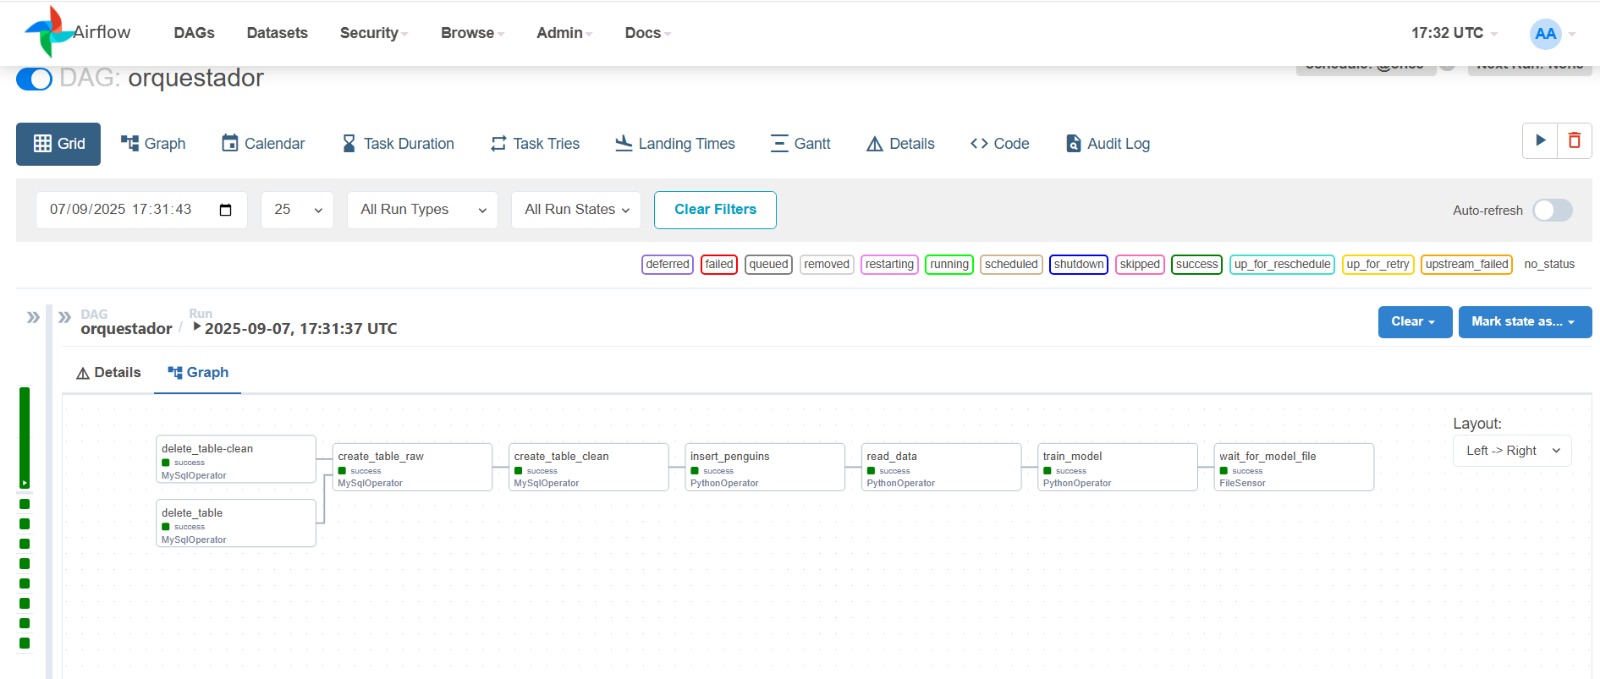 Airflow DAGs Datasets Security Browse Admin Docs 17:32 UTC AA
DAG: orquestador Schedule: @once Next Run: None
Grid Graph Calendar Task Duration Task Tries Landing Times Gantt Details Code Audit Log
07/09/2025 17:31:43 25 All Run Types All Run States Clear Filters Auto-refresh
deferred failed queued removed restarting running scheduled shutdown skipped success up_for_reschedule up_for_retry upstream_failed no_status
DAG Run
orquestador / 2025-09-07, 17:31:37 UTC Clear Mark state as...
Details Graph
Layout:
Left -> Right
delete_table-clean
success
MySqlOperator
delete_table
success
MySqlOperator
create_table_raw
success
MySqlOperator
create_table_clean
success
MySqlOperator
insert_penguins
success
PythonOperator
read_data
success
PythonOperator
train_model
success
PythonOperator
wait_for_model_file
success
FileSensor